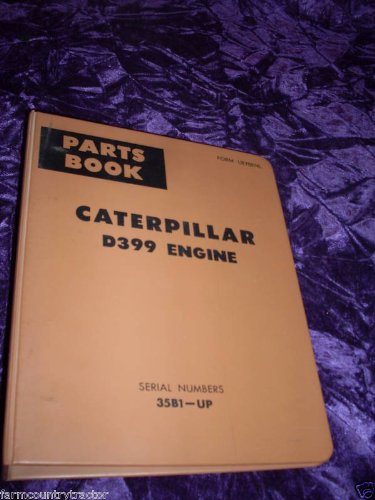 PARTS
BOOK
CATERPILLAR
D399 ENGINE
SERIAL NUMBERS
35B1—UP
farmcountrytractor